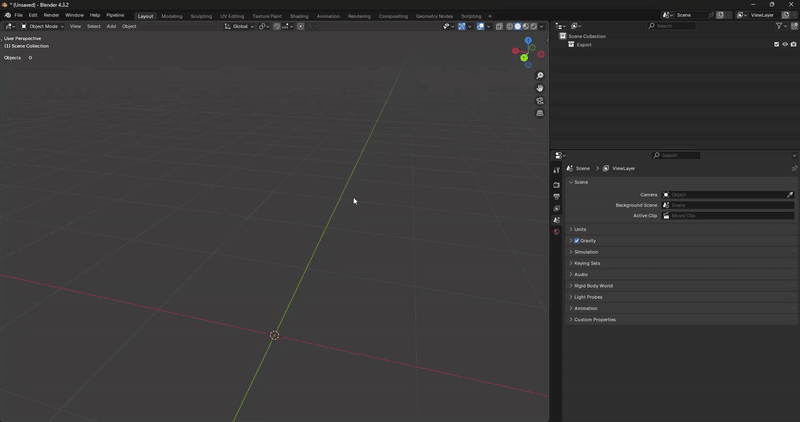 * (Unsaved) - Blender 4.3.2
File Edit Render Window Help Pipeline
Layout Modeling Sculpting UV Editing Texture Paint Shading Animation Rendering Compositing Geometry Nodes Scripting +
Scene ViewLayer
Object Mode View Select Add Object Global
User Perspective
(1) Scene Collection
Objects 0
Search
Scene Collection
Export
Search
Scene > ViewLayer
Scene
Camera Object
Background Scene Scene
Active Clip Movie Clip
Units
Gravity
Simulation
Keying Sets
Audio
Rigid Body World
Light Probes
Animation
Custom Properties